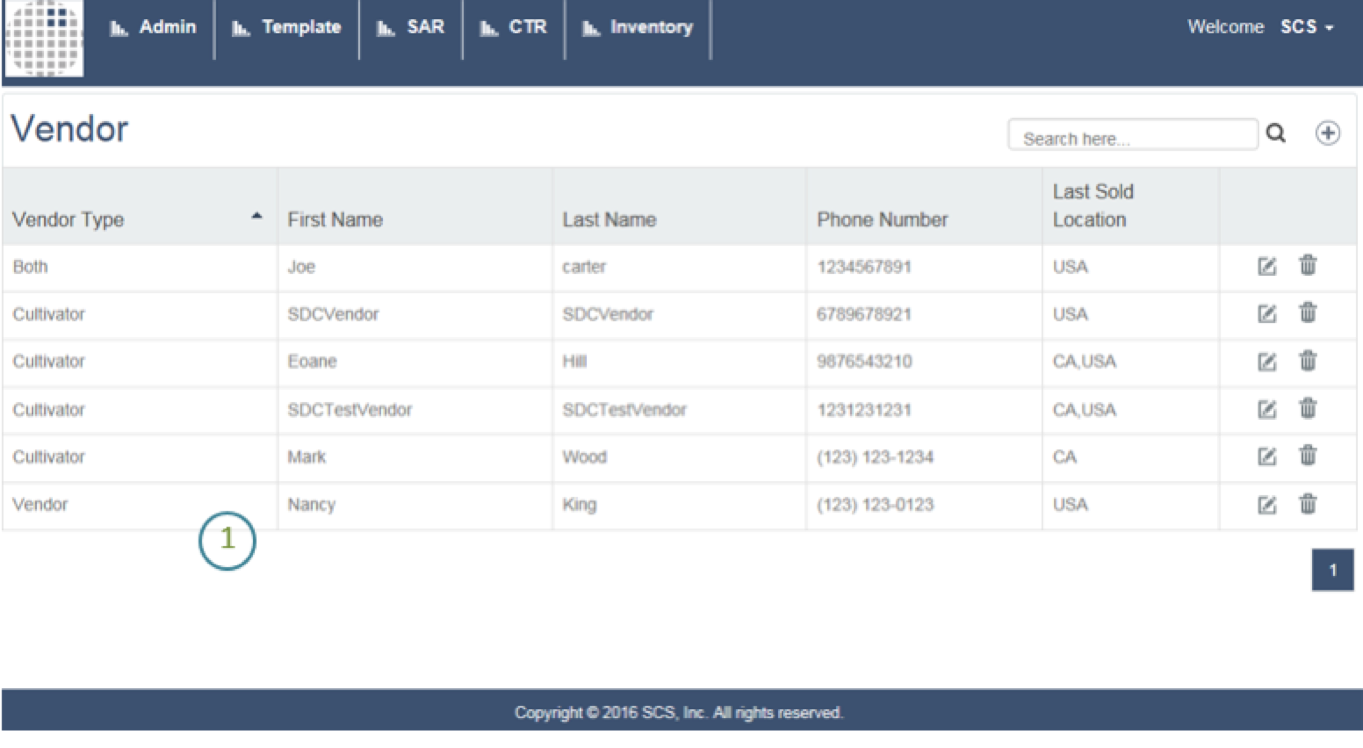 Admin Template SAR CTR Inventory Welcome SCS
Vendor Search here...
Vendor Type First Name Last Name Phone Number Last Sold
Location
Both Joe carter 1234567891 USA
Cultivator SDCVendor SDCVendor 6789678921 USA
Cultivator Eoane Hill 9876543210 CA,USA
Cultivator SDCTestVendor SDCTestVendor 1231231231 CA,USA
Cultivator Mark Wood (123) 123-1234 CA
Vendor Nancy King (123) 123-0123 USA
1
1
Copyright © 2016 SCS, Inc. All rights reserved.